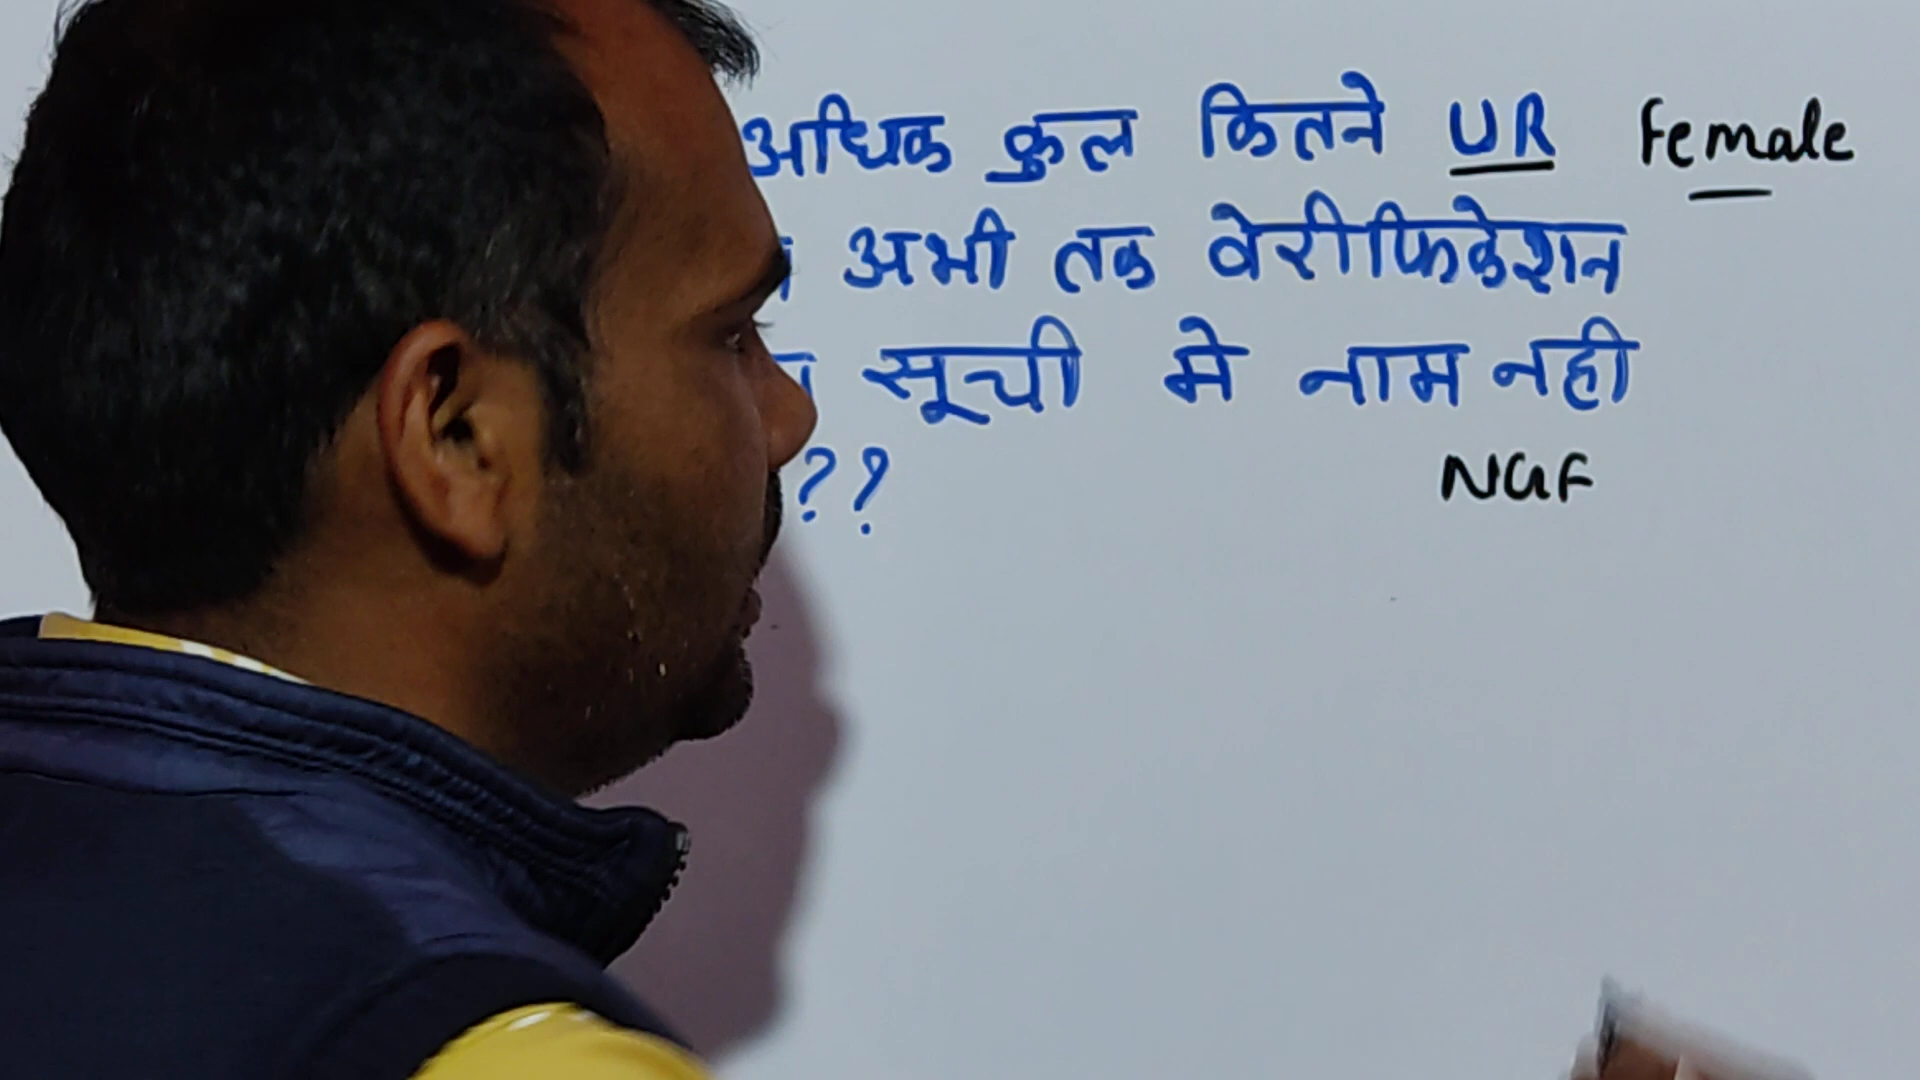 अधिक कुल कितने UR Female
अभी तक वेरीफिकेशन
सूची मे नाम नही
??
NGF